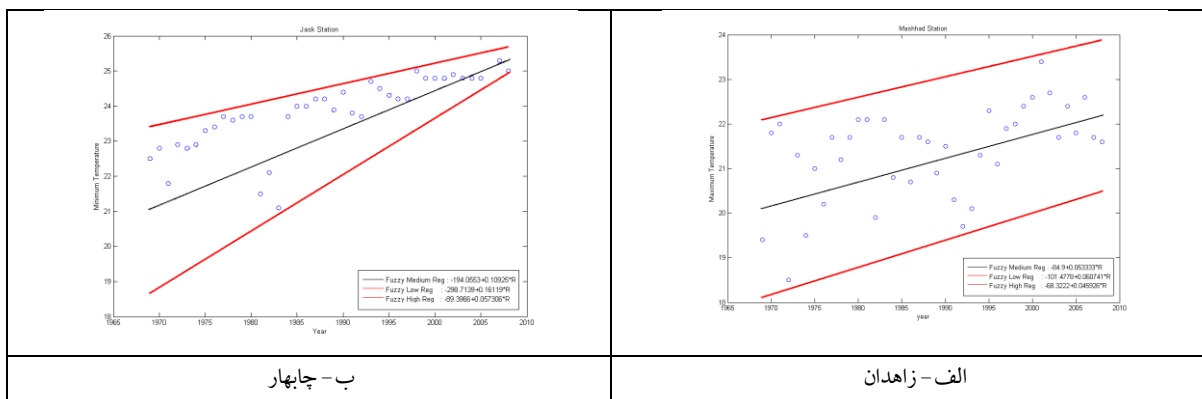 Jask Station
Minimum Temperature
26
25
24
23
22
21
20
19
18
1965
1970
1975
1980
1985
1990
1995
2000
2005
2010
Year
Fuzzy Medium Reg : -194.0553+0.10925*R
Fuzzy Low Reg : -298.7139+0.16119*R
Fuzzy High Reg : -89.3966+0.057306*R
Mashhad Station
Maximum Temperature
24
23
22
21
20
19
18
1965
1970
1975
1980
1985
1990
1995
2000
2005
2010
year
Fuzzy Medium Reg -84.9+0.053333*R
Fuzzy Low Reg : -101.4778+0.060741*R
Fuzzy High Reg : -68.3222+0.045926*R
ب- چابهار
الف- زاهدان